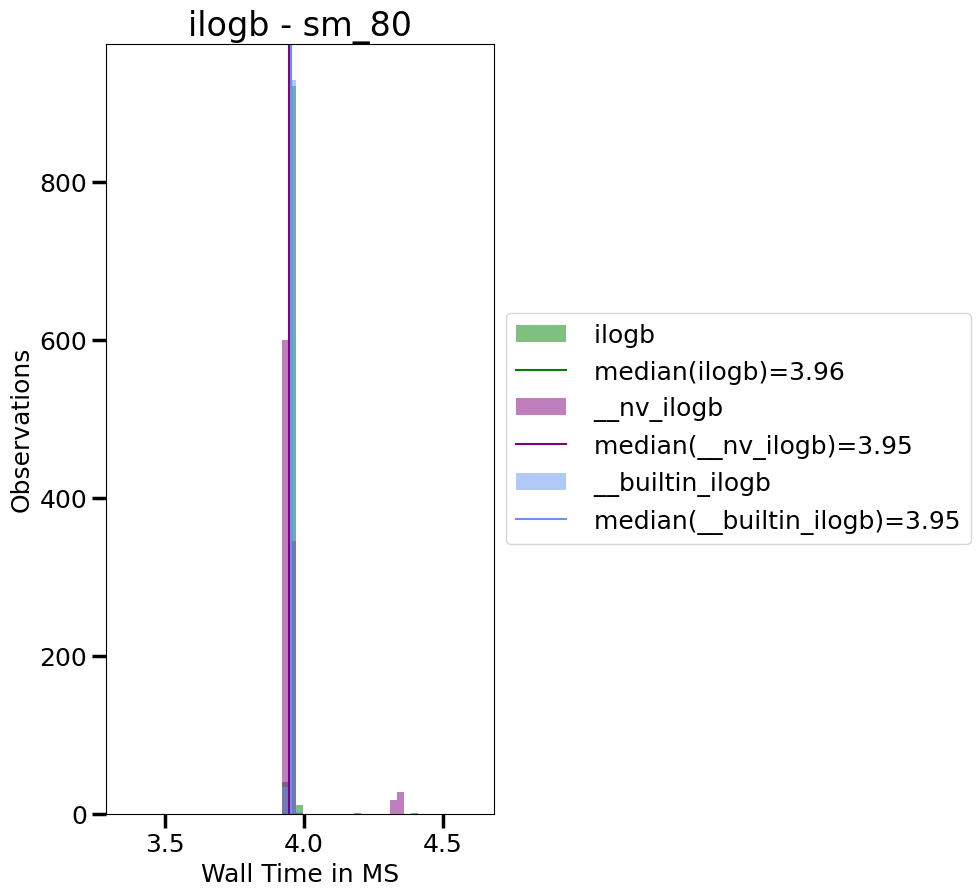 ilogb - sm_80
Observations
800
600
400
200
0
3.5 4.0 4.5
Wall Time in MS
ilogb
median(ilogb)=3.96
__nv_ilogb
median(__nv_ilogb)=3.95
__builtin_ilogb
median(__builtin_ilogb)=3.95